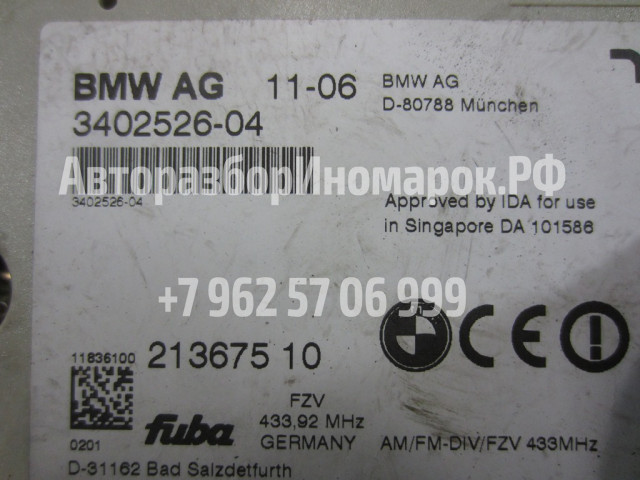 BMW AG 11-06
BMW AG
D-80788 München
3402526-04
АвторазборИномарок.РФ
3402526-04
Approved by IDA for use
in Singapore DA 101586
+7 962 57 06 999
11836100 213675 10
FZV
433,92 MHz
0201 fuba GERMANY AM/FM-DIV/FZV 433MHz
D-31162 Bad Salzdetfurth